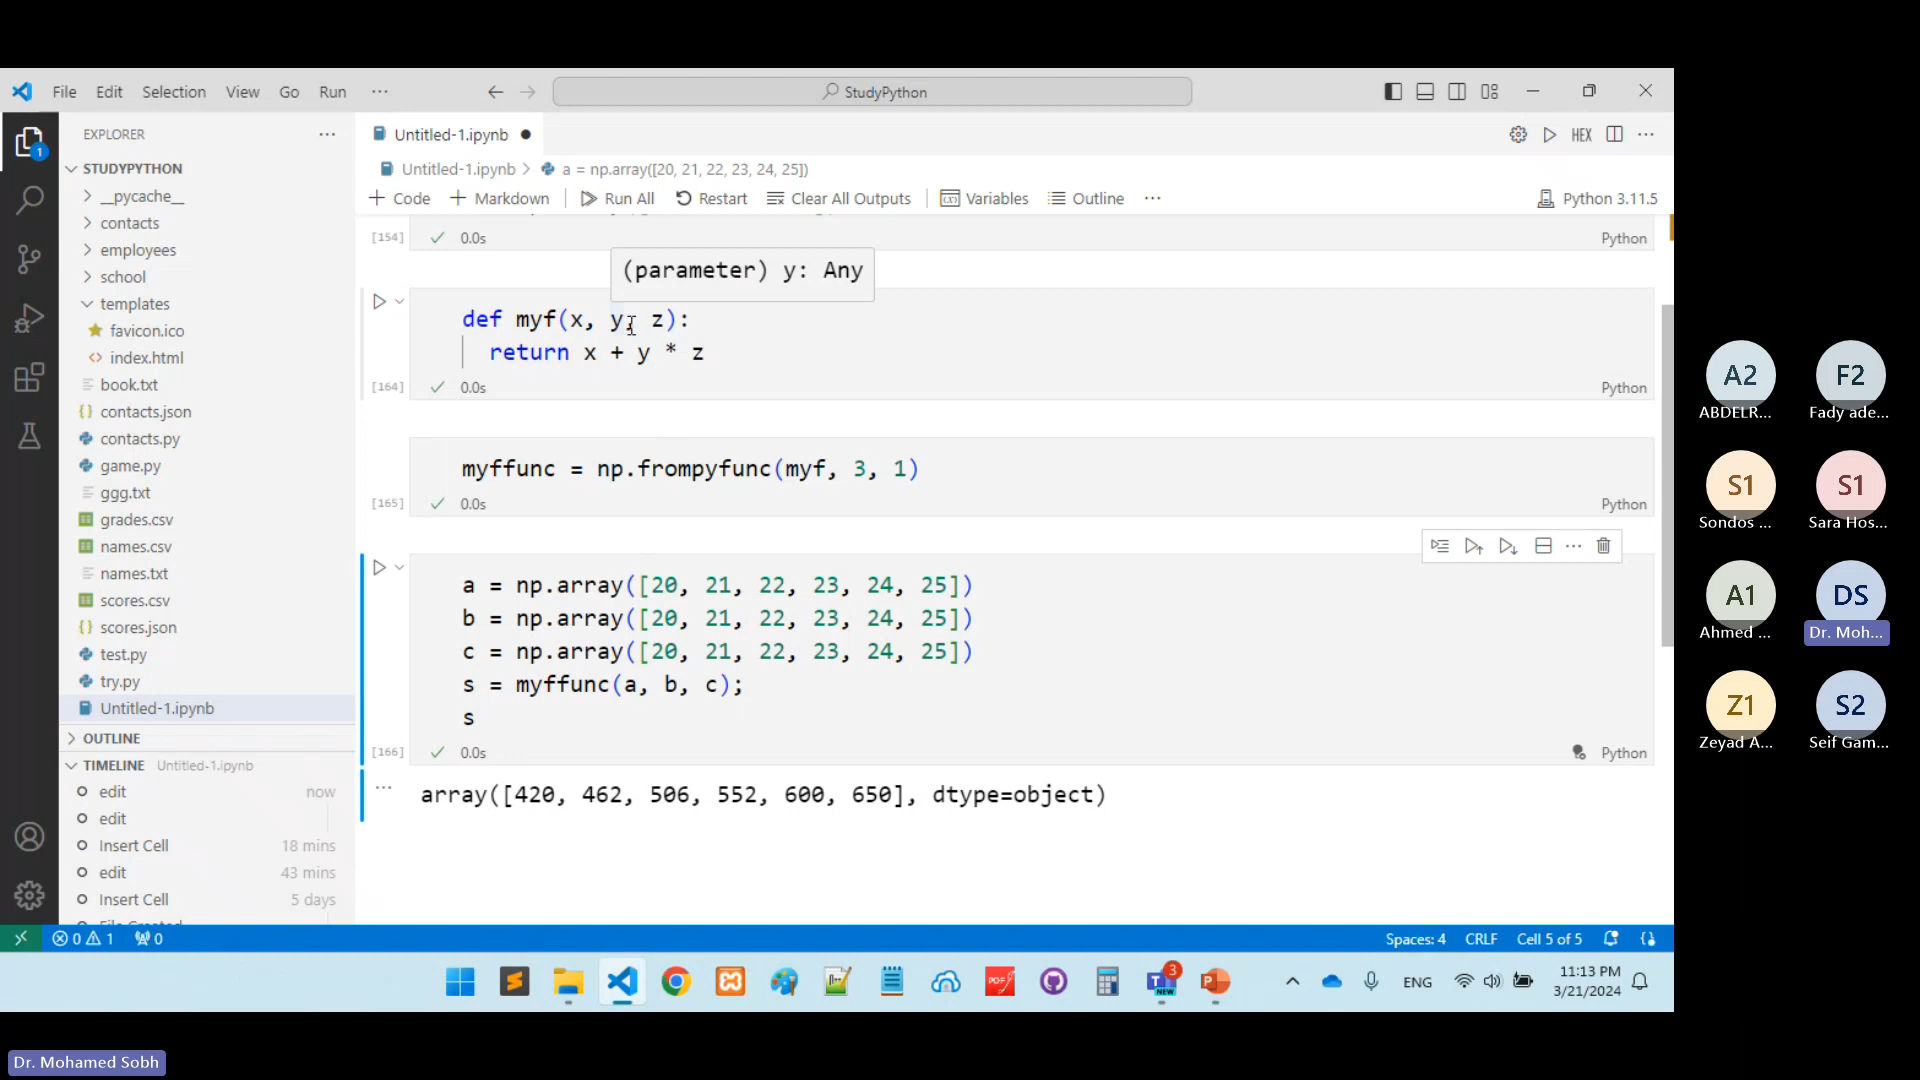 File Edit Selection View Go Run ···
StudyPython
EXPLORER ···
STUDYPYTHON
__pycache__
contacts
employees
school
templates
favicon.ico
index.html
book.txt
contacts.json
contacts.py
game.py
ggg.txt
grades.csv
names.csv
names.txt
scores.csv
scores.json
test.py
try.py
Untitled-1.ipynb
OUTLINE
TIMELINE Untitled-1.ipynb
edit now
edit
Insert Cell 18 mins
edit 43 mins
Insert Cell 5 days
Untitled-1.ipynb
HEX
Untitled-1.ipynb > a = np.array([20, 21, 22, 23, 24, 25])
+ Code + Markdown Run All Restart Clear All Outputs Variables Outline ··· Python 3.11.5
[154] 0.0s Python
(parameter) y: Any
def myf(x, y, z):
return x + y * z
[164] 0.0s Python
myffunc = np.frompyfunc(myf, 3, 1)
[165] 0.0s Python
a = np.array([20, 21, 22, 23, 24, 25])
b = np.array([20, 21, 22, 23, 24, 25])
c = np.array([20, 21, 22, 23, 24, 25])
s = myffunc(a, b, c);
s
[166] 0.0s Python
array([420, 462, 506, 552, 600, 650], dtype=object)
0 1 0
Spaces: 4 CRLF Cell 5 of 5
ENG
11:13 PM
3/21/2024
A2 F2
ABDELR... Fady ade...
S1 S1
Sondos ... Sara Hos...
A1 DS
Ahmed ... Dr. Moh...
Z1 S2
Zeyad A... Seif Gam...
Dr. Mohamed Sobh